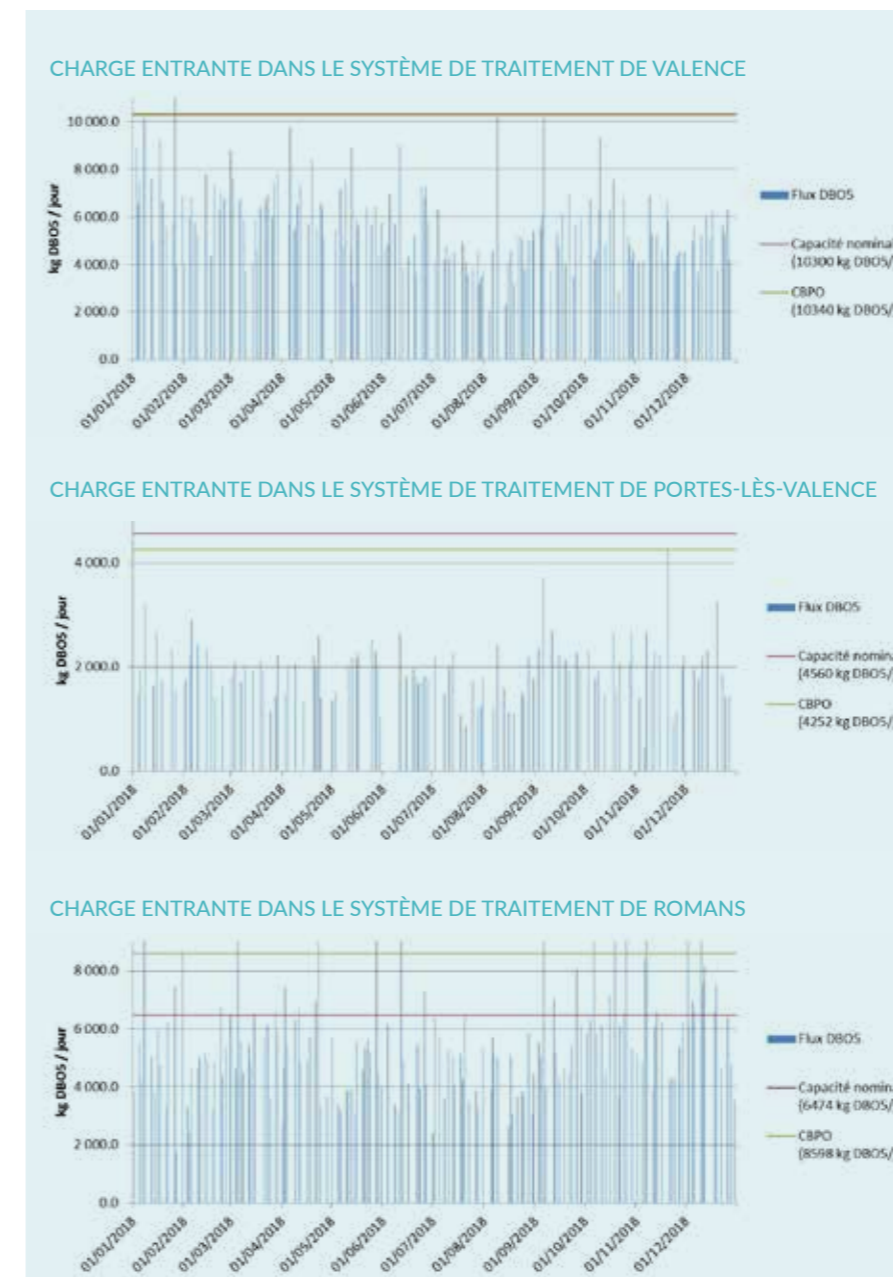 CHARGE ENTRANTE DANS LE SYSTÈME DE TRAITEMENT DE VALENCE
10 000.0
8 000.0
6 000.0
4 000.0
2 000.0
0.0
kg DBO5 / jour
01/01/2018
01/02/2018
01/03/2018
01/04/2018
01/05/2018
01/06/2018
01/07/2018
01/08/2018
01/09/2018
01/10/2018
01/11/2018
01/12/2018
Flux DBO5
Capacité nominal
(10300 kg DBO5/
CBPO
(10340 kg DBO5/
CHARGE ENTRANTE DANS LE SYSTÈME DE TRAITEMENT DE PORTES-LÈS-VALENCE
4 000.0
2 000.0
0.0
kg DBO5 / jour
01/01/2018
01/02/2018
01/03/2018
01/04/2018
01/05/2018
01/06/2018
01/07/2018
01/08/2018
01/09/2018
01/10/2018
01/11/2018
01/12/2018
Flux DBO5
Capacité nomina
(4560 kg DBO5/
CBPO
(4252 kg DBO5/
CHARGE ENTRANTE DANS LE SYSTÈME DE TRAITEMENT DE ROMANS
8 000.0
6 000.0
4 000.0
2 000.0
0.0
kg DBO5 / jour
01/01/2018
01/02/2018
01/03/2018
01/04/2018
01/05/2018
01/06/2018
01/07/2018
01/08/2018
01/09/2018
01/10/2018
01/11/2018
01/12/2018
Flux DBO5
Capacité nomina
(6474 kg DBO5/
CBPO
(8598 kg DBO5/